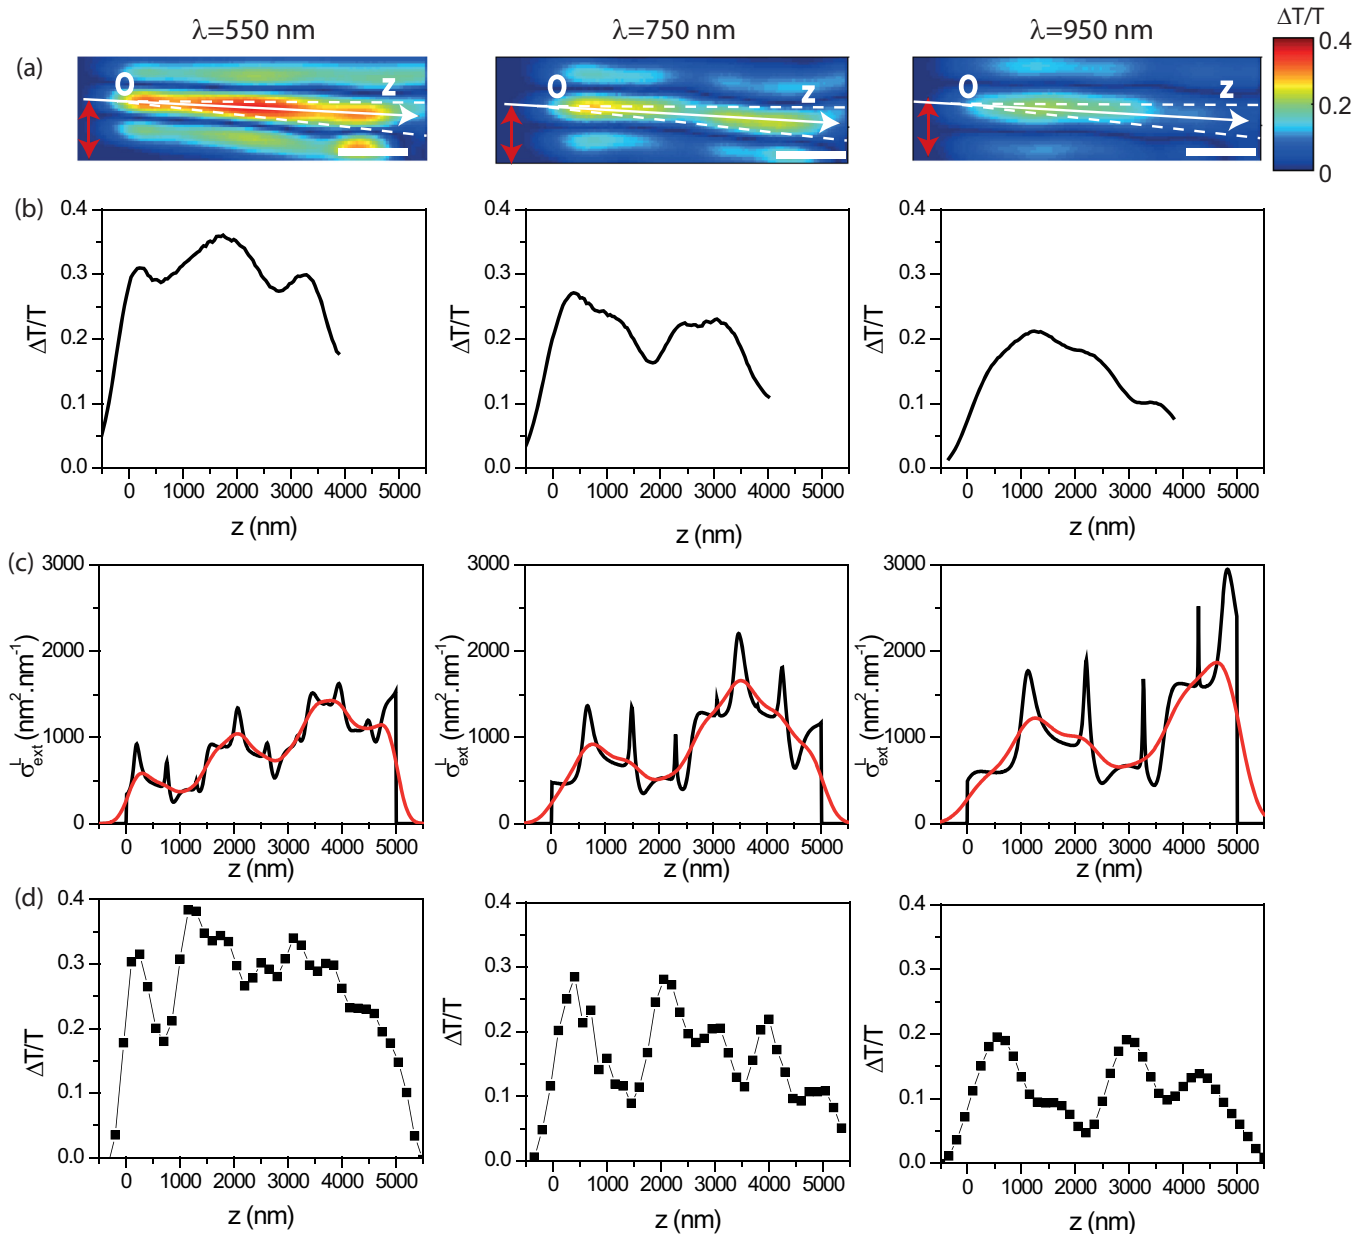 λ=550 nm λ=750 nm λ=950 nm ΔT/T
(a) 0 z 0 z 0 z 0.4
0.2
0
(b) 0.4 0.4 0.4
0.3 0.3 0.3
ΔT/T 0.2 ΔT/T 0.2 ΔT/T 0.2
0.1 0.1 0.1
0.0 0.0 0.0
0 1000 2000 3000 4000 5000 0 1000 2000 3000 4000 5000 0 1000 2000 3000 4000 5000
z (nm) z (nm) z (nm)
(c) 3000 3000 3000
σ^L_ext (nm².nm⁻¹) 2000 σ^L_ext (nm².nm⁻¹) 2000 σ^L_ext (nm².nm⁻¹) 2000
1000 1000 1000
0 0 0
0 1000 2000 3000 4000 5000 0 1000 2000 3000 4000 5000 0 1000 2000 3000 4000 5000
z (nm) z (nm) z (nm)
(d) 0.4 0.4 0.4
0.3 0.3 0.3
ΔT/T 0.2 ΔT/T 0.2 ΔT/T 0.2
0.1 0.1 0.1
0.0 0.0 0.0
0 1000 2000 3000 4000 5000 0 1000 2000 3000 4000 5000 0 1000 2000 3000 4000 5000
z (nm) z (nm) z (nm)